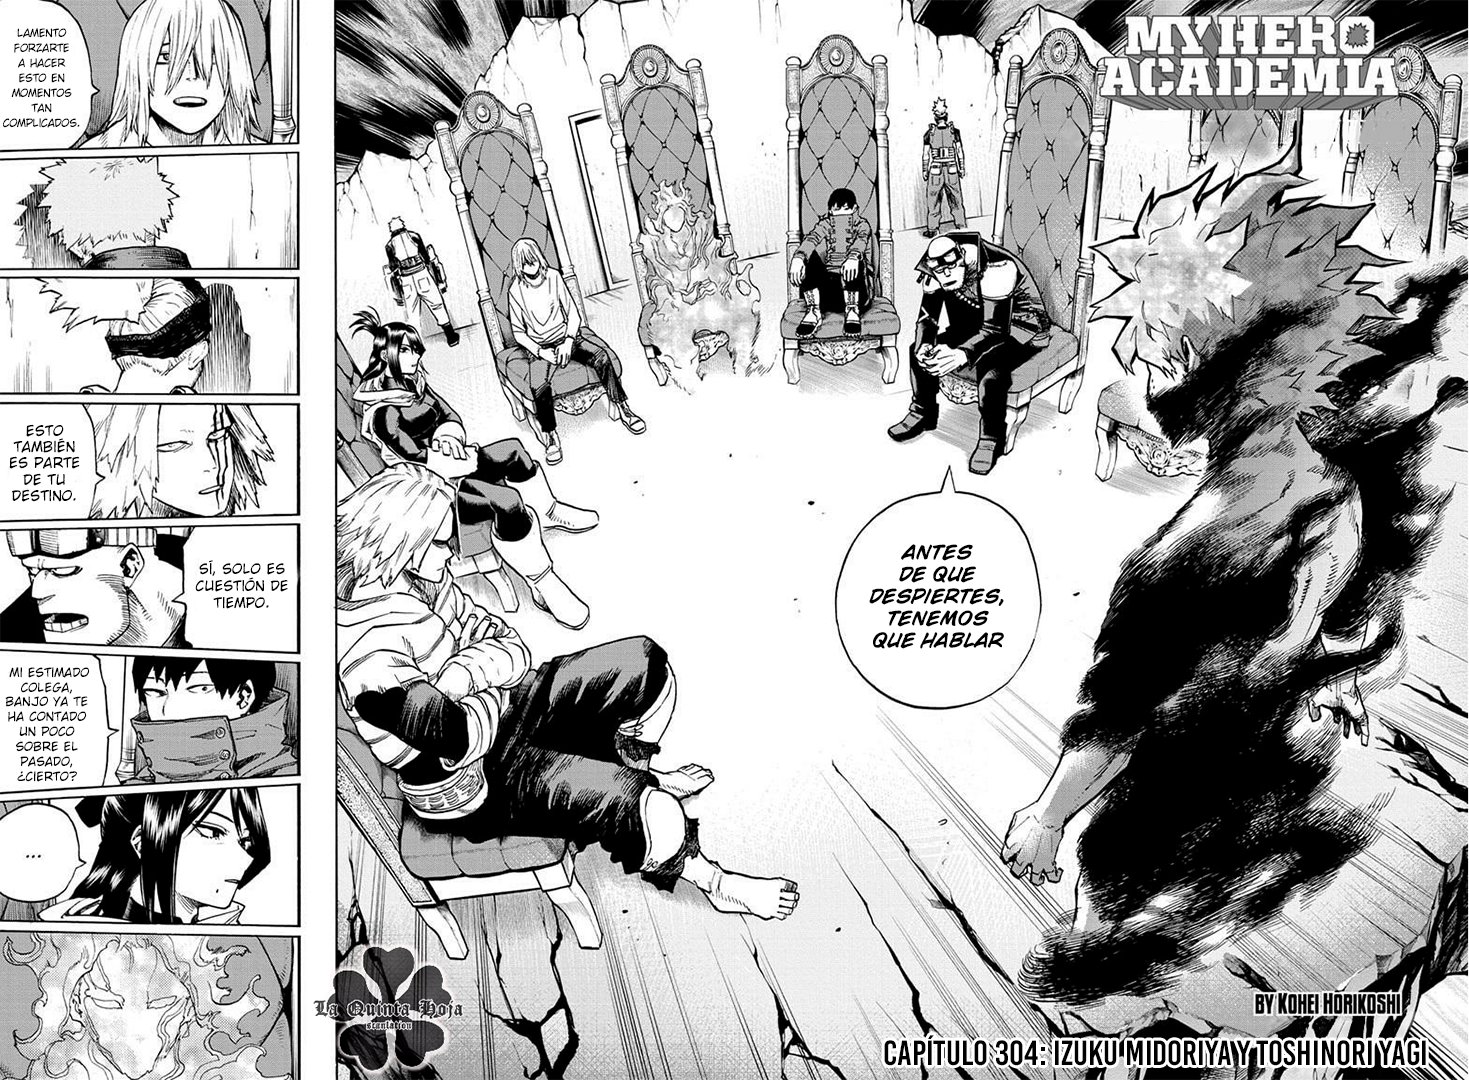 MY HERO
ACADEMIA
ANTES
DE QUE
DESPIERTES,
TENEMOS
QUE HABLAR
BY KOHEI HORIKOSHI
CAPÍTULO 304: IZUKU MIDORIYA Y TOSHINORI YAGI
La Quinta Hoja
scanlation
LAMENTO
FORZARTE
A HACER
ESTO EN
MOMENTOS
TAN
COMPLICADOS.
ESTO
TAMBIÉN
ES PARTE
DE TU
DESTINO.
SÍ, SOLO ES
CUESTIÓN DE
TIEMPO.
MI ESTIMADO
COLEGA,
BANJO YA TE
HA CONTADO
UN POCO
SOBRE EL
PASADO,
¿CIERTO?
...